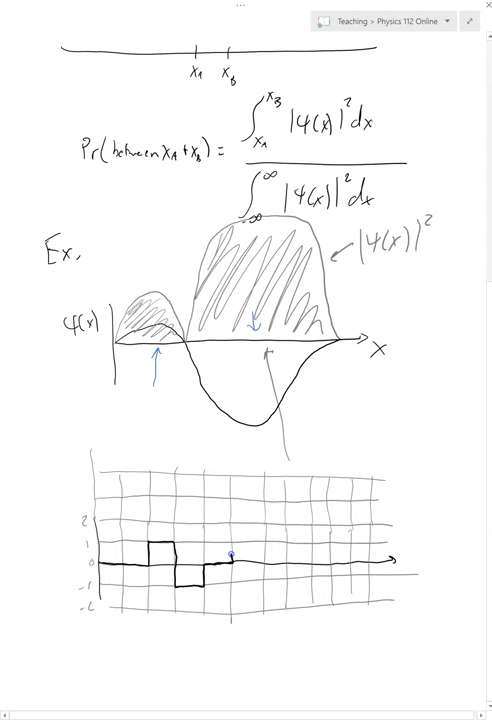 Teaching > Physics 112 Online
x_A x_B
Pr(between x_A + x_B) = ∫_{x_A}^{x_B} |ψ(x)|² dx / ∫_{-∞}^{∞} |ψ(x)|² dx
Ex.
|ψ(x)|²
ψ(x)
x
2
1
0
-1
-2